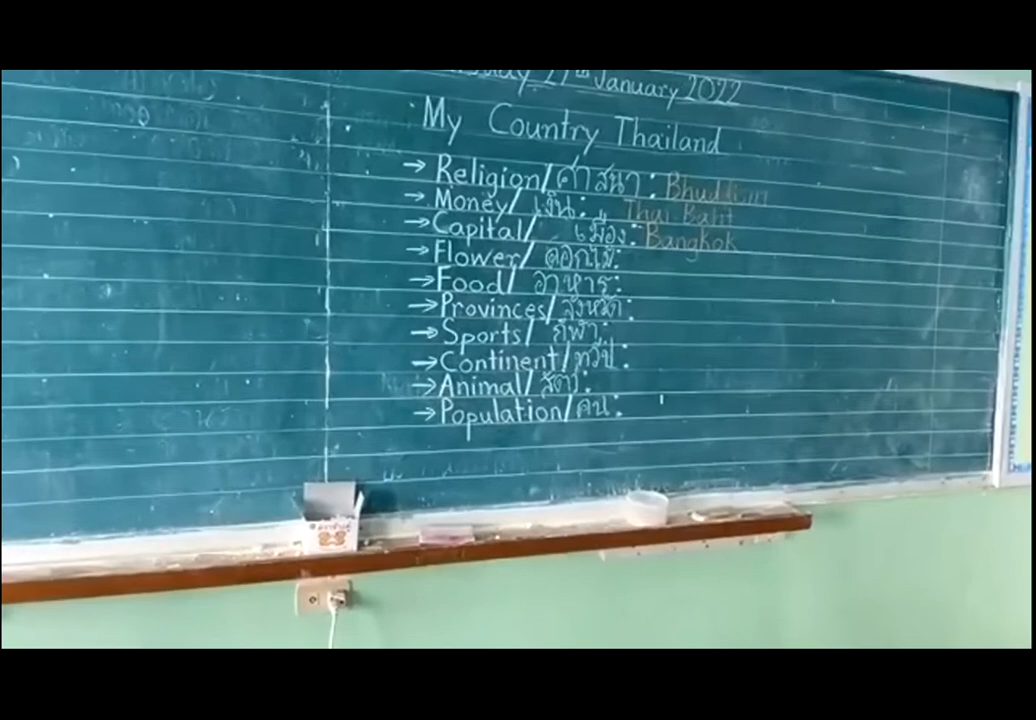 27th January 2022
My Country Thailand
→ Religion/ศาสนา: Bhuddism
→ Money/เงิน: Thai Baht
→ Capital/ เมือง: Bangkok
→ Flower/ ดอกไม้:
→ Food/ อาหาร:
→ Provinces/จังหวัด:
→ Sports/ กีฬา:
→ Continent/ทวีป:
→ Animal/ สัตว์:
→ Population/คน: